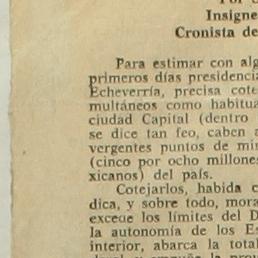 Insigne
Cronista de
Para estimar con alg
primeros días presidencia
Echeverría, precisa cote
multáneos como habitua
ciudad Capital (dentro
se dice tan feo, caben a
vergentes puntos de mi
(cinco por ocho millones
xicanos) del país.
Cotejarlos, habida c
dica, y sobre todo, mora
excede los límites del D
la autonomía de los Es
interior, abarca la total